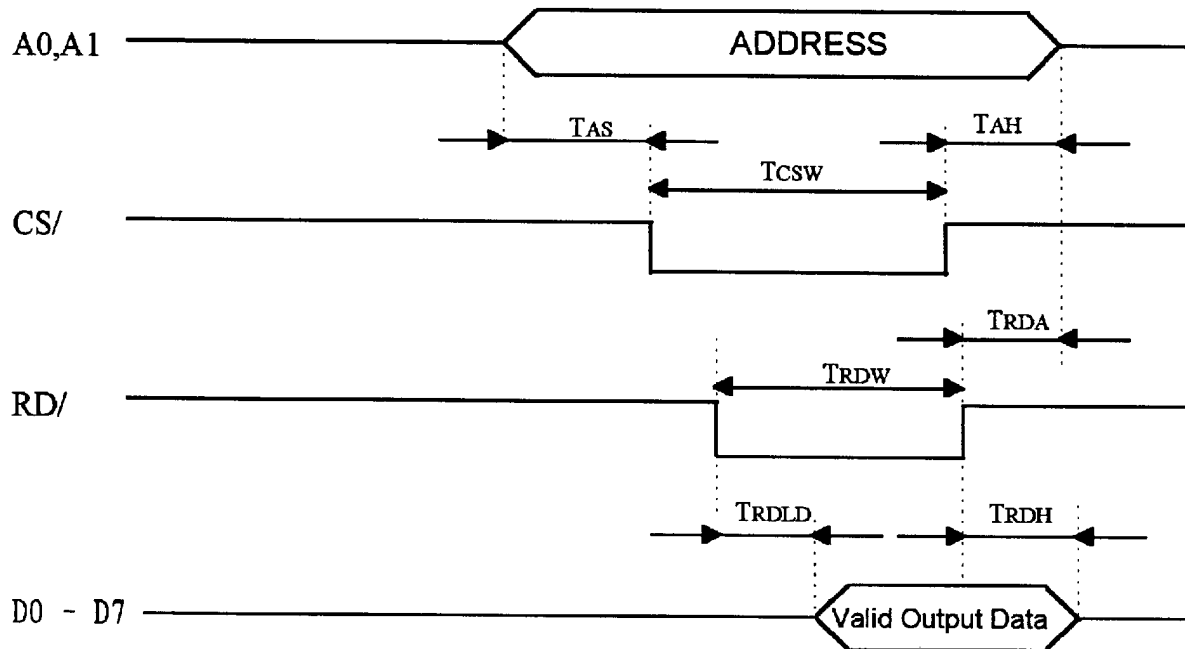 A0,A1
ADDRESS
TAS
TAH
TCSW
CS/
TRDA
TRDW
RD/
TRDLD
TRDH
D0 - D7
Valid Output Data